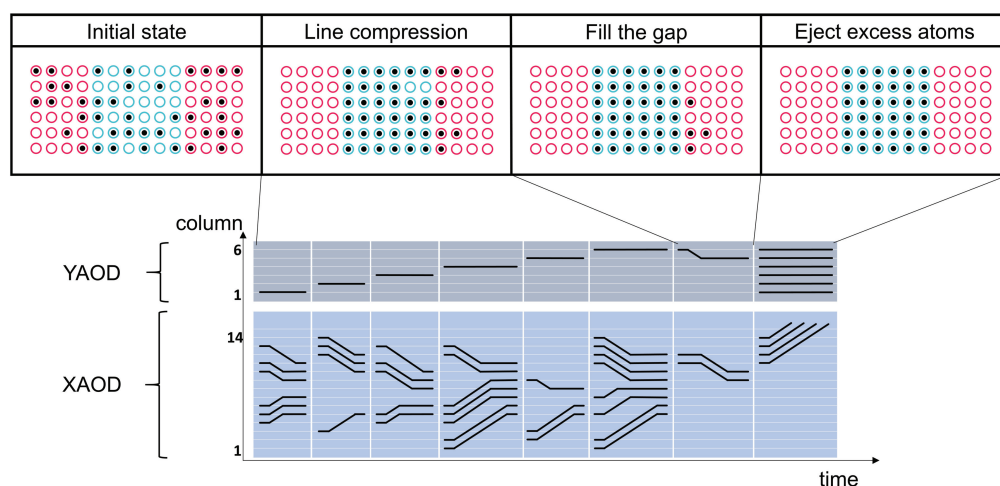 Initial state
Line compression
Fill the gap
Eject excess atoms
column
YAOD
6
1
XAOD
14
1
time